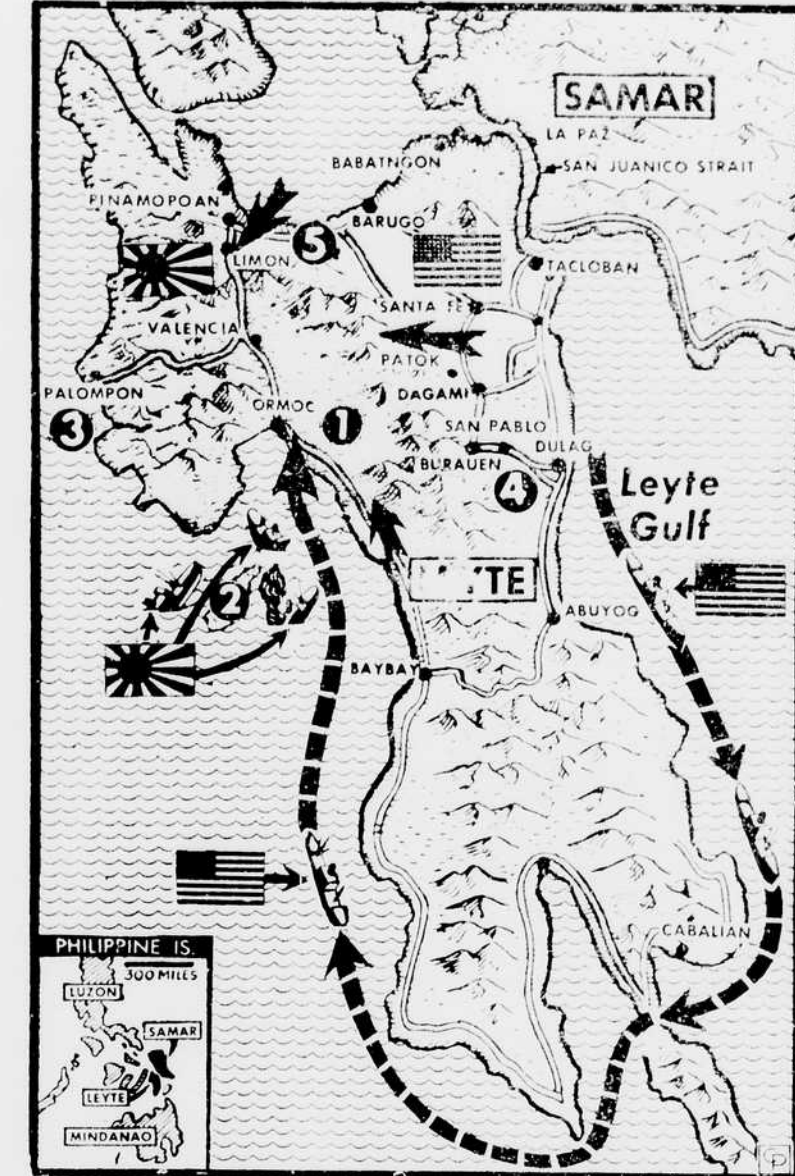 SAMAR
LA PAZ
SAN JUANICO STRAIT
BABATNGON
PINAMOPOAN
BARUGO
5
LIMON
TACLOBAN
SANTA FE
VALENCIA
PATOK
PALOMPON
DAGAMI
3
ORMOC
1
SAN PABLO
DULAG
BURAUEN
4
Leyte
Gulf
2
ABUYOG
BAYBAY
CABALIAN
PHILIPPINE IS.
300 MILES
LUZON
SAMAR
LEYTE
MINDANAO
CP